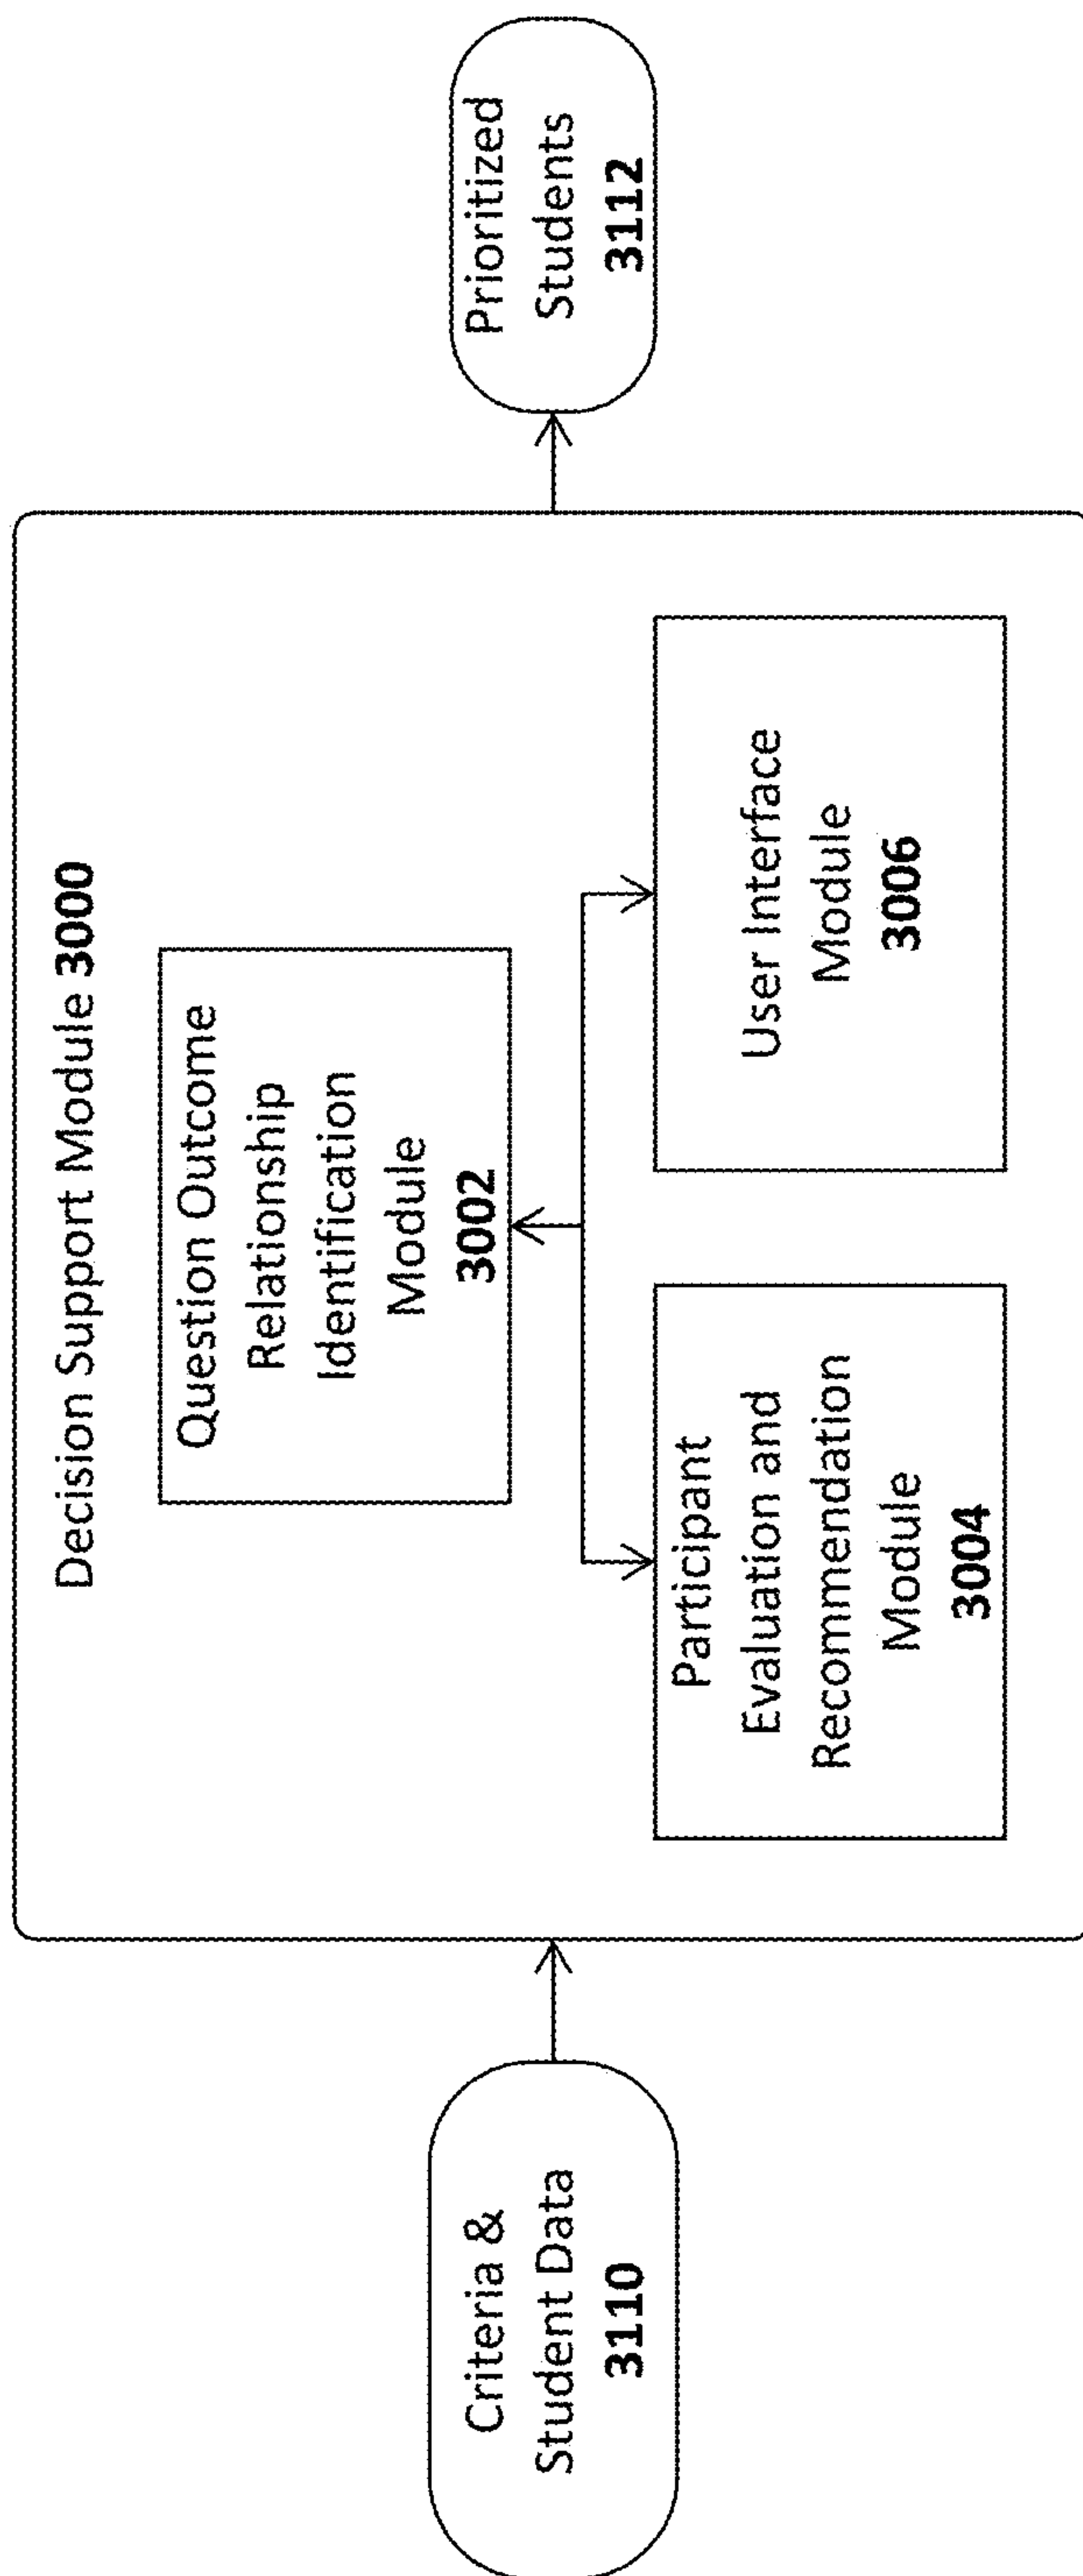 Decision Support Module 3000
Criteria &
Student Data
3110
Question Outcome
Relationship
Identification
Module
3002
Participant
Evaluation and
Recommendation
Module
3004
User Interface
Module
3006
Prioritized
Students
3112